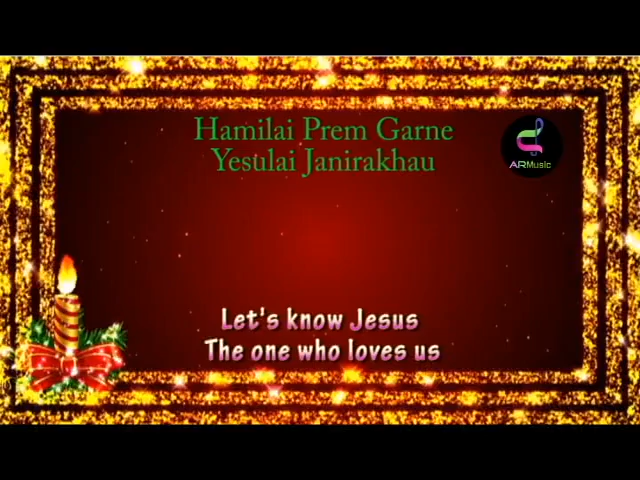 Hamilai Prem Garne
Yesulai Janirakhau
ARMusic
Let's know Jesus
The one who loves us